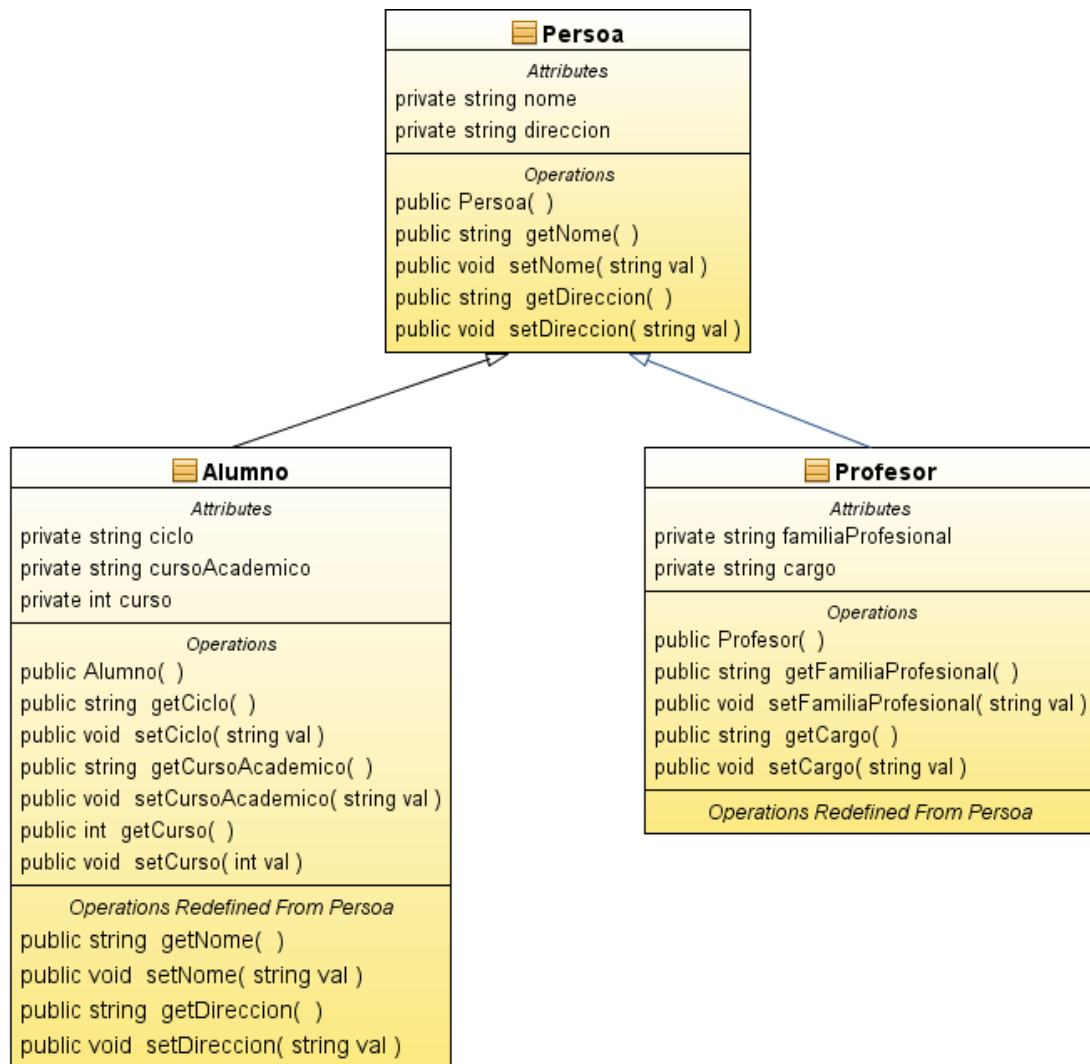 Persoa
Attributes
private string nome
private string direccion
Operations
public Persoa( )
public string getNome( )
public void setNome( string val )
public string getDireccion( )
public void setDireccion( string val )
Alumno
Attributes
private string ciclo
private string cursoAcademico
private int curso
Operations
public Alumno( )
public string getCiclo( )
public void setCiclo( string val )
public string getCursoAcademico( )
public void setCursoAcademico( string val )
public int getCurso( )
public void setCurso( int val )
Operations Redefined From Persoa
public string getNome( )
public void setNome( string val )
public string getDireccion( )
public void setDireccion( string val )
Profesor
Attributes
private string familiaProfesional
private string cargo
Operations
public Profesor( )
public string getFamiliaProfesional( )
public void setFamiliaProfesional( string val )
public string getCargo( )
public void setCargo( string val )
Operations Redefined From Persoa